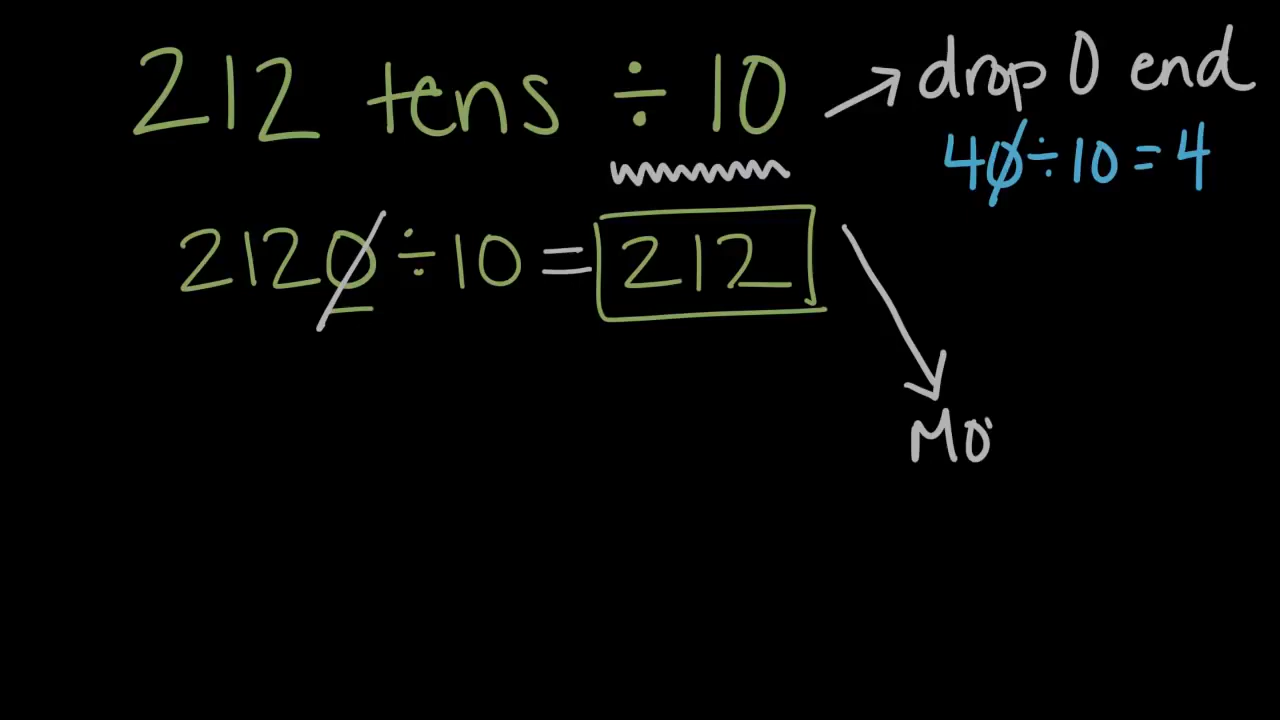 212 tens ÷ 10
drop 0 end
40 ÷ 10 = 4
2120 ÷ 10 = 212
Mo